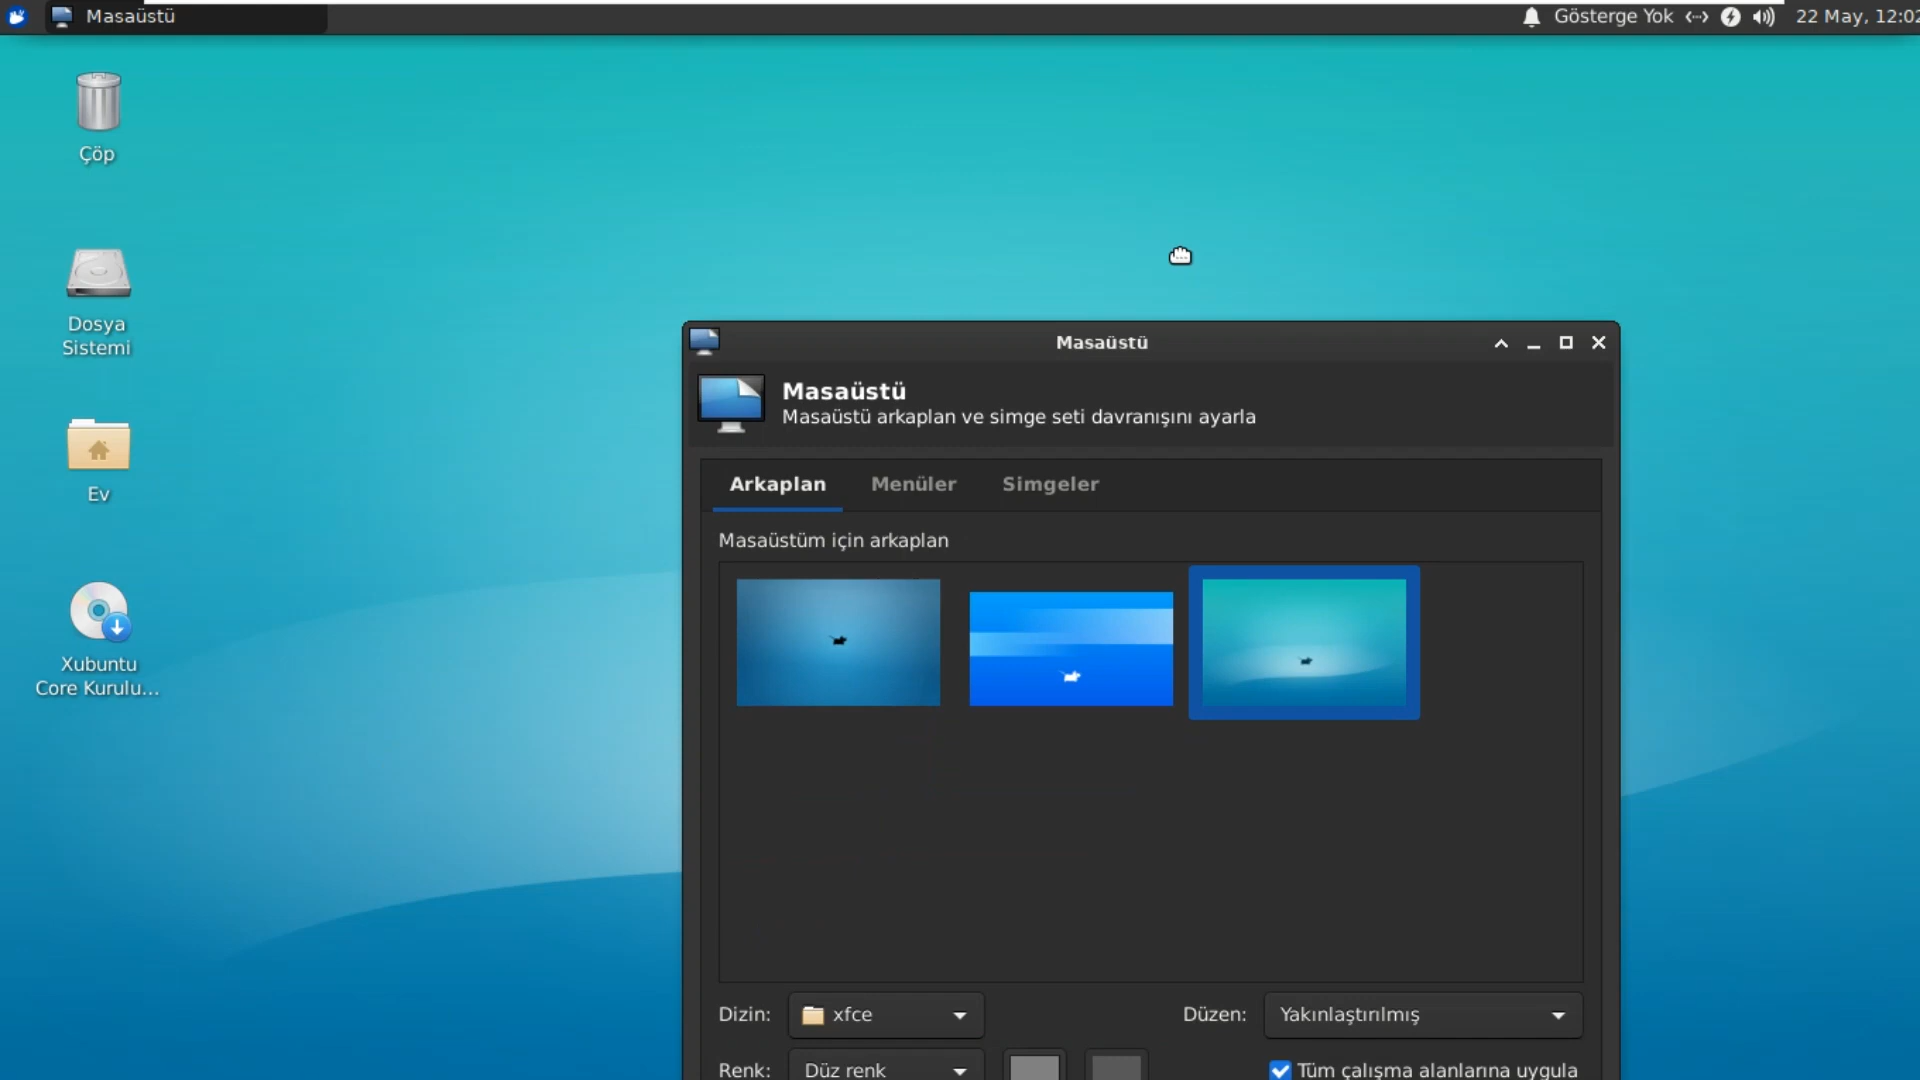 Masaüstü
Gösterge Yok
22 May, 12:02
Çöp
Dosya
Sistemi
Ev
Xubuntu
Core Kurulu...
Masaüstü
Masaüstü
Masaüstü arkaplan ve simge seti davranışını ayarla
Arkaplan Menüler Simgeler
Masaüstüm için arkaplan
Dizin: xfce Düzen: Yakınlaştırılmış
Renk: Düz renk Tüm çalışma alanlarına uygula